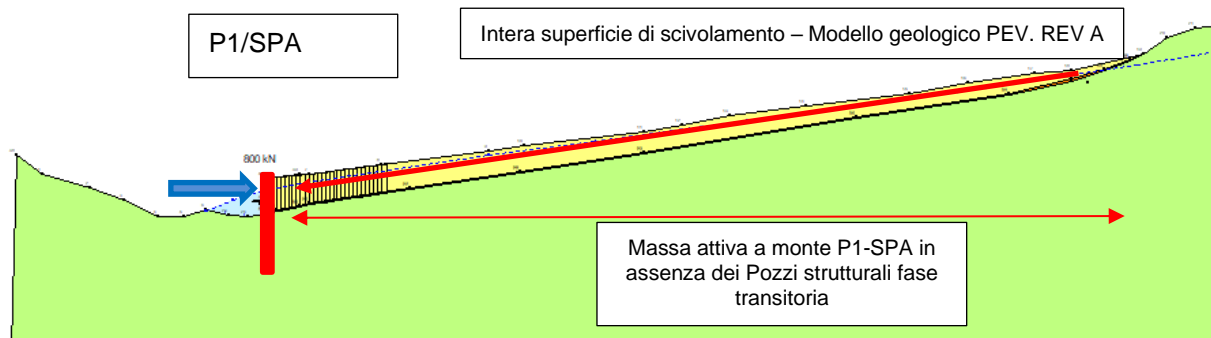 P1/SPA
Intera superficie di scivolamento – Modello geologico PEV. REV A
800 kN
Massa attiva a monte P1-SPA in
assenza dei Pozzi strutturali fase
transitoria